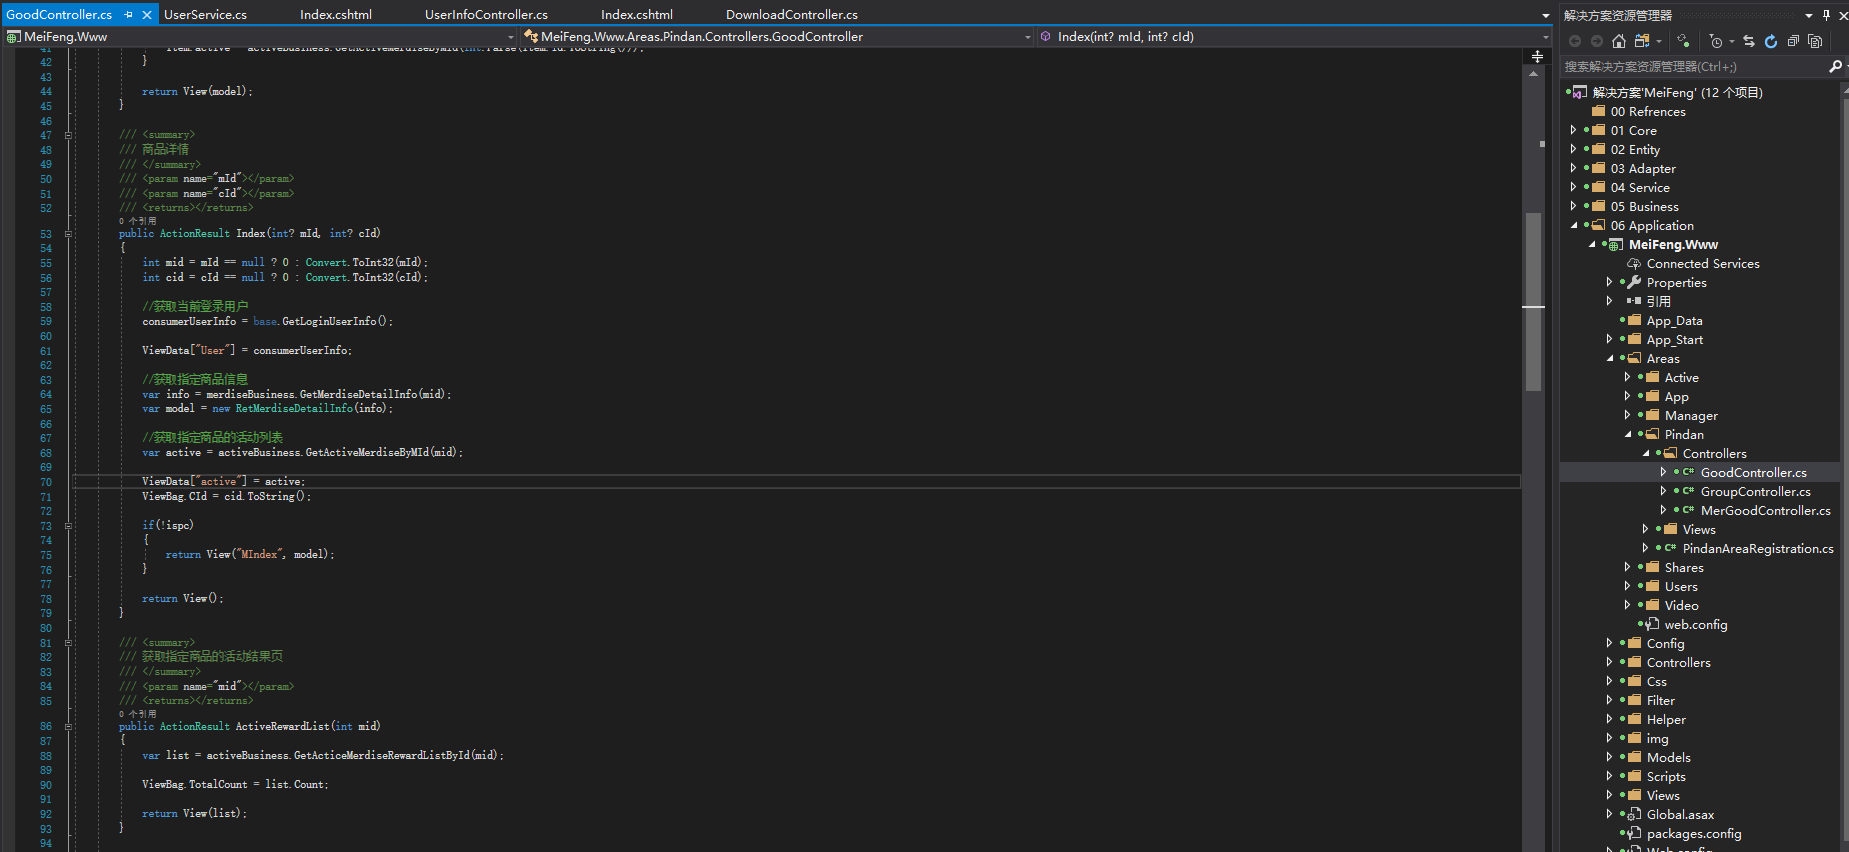 GoodController.cs
UserService.cs
Index.cshtml
UserInfoController.cs
Index.cshtml
DownloadController.cs
MeiFeng.Www
MeiFeng.Www.Areas.Pindan.Controllers.GoodController
Index(int? mId, int? cId)
41 item.active = activeBusiness.GetActiveMerdiseByMId(int.Parse(item.Id.ToString()));
42 }
43
44 return View(model);
45 }
46
47 /// <summary>
48 /// 商品详情
49 /// </summary>
50 /// <param name="mId"></param>
51 /// <param name="cId"></param>
52 /// <returns></returns>
0 个引用
53 public ActionResult Index(int? mId, int? cId)
54 {
55 int mid = mId == null ? 0 : Convert.ToInt32(mId);
56 int cid = cId == null ? 0 : Convert.ToInt32(cId);
57
58 //获取当前登录用户
59 consumerUserInfo = base.GetLoginUserInfo();
60
61 ViewData["User"] = consumerUserInfo;
62
63 //获取指定商品信息
64 var info = merdiseBusiness.GetMerdiseDetailInfo(mid);
65 var model = new RetMerdiseDetailInfo(info);
66
67 //获取指定商品的活动列表
68 var active = activeBusiness.GetActiveMerdiseByMId(mid);
69
70 ViewData["active"] = active;
71 ViewBag.CId = cid.ToString();
72
73 if(!ispc)
74 {
75 return View("MIndex", model);
76 }
77
78 return View();
79 }
80
81 /// <summary>
82 /// 获取指定商品的活动结果页
83 /// </summary>
84 /// <param name="mid"></param>
85 /// <returns></returns>
0 个引用
86 public ActionResult ActiveRewardList(int mid)
87 {
88 var list = activeBusiness.GetActiceMerdiseRewardListById(mid);
89
90 ViewBag.TotalCount = list.Count;
91
92 return View(list);
93 }
94
解决方案资源管理器
搜索解决方案资源管理器(Ctrl+;)
解决方案'MeiFeng' (12 个项目)
00 Refrences
01 Core
02 Entity
03 Adapter
04 Service
05 Business
06 Application
MeiFeng.Www
Connected Services
Properties
引用
App_Data
App_Start
Areas
Active
App
Manager
Pindan
Controllers
C# GoodController.cs
C# GroupController.cs
C# MerGoodController.cs
Views
C# PindanAreaRegistration.cs
Shares
Users
Video
web.config
Config
Controllers
Css
Filter
Helper
img
Models
Scripts
Views
Global.asax
packages.config
Web.config